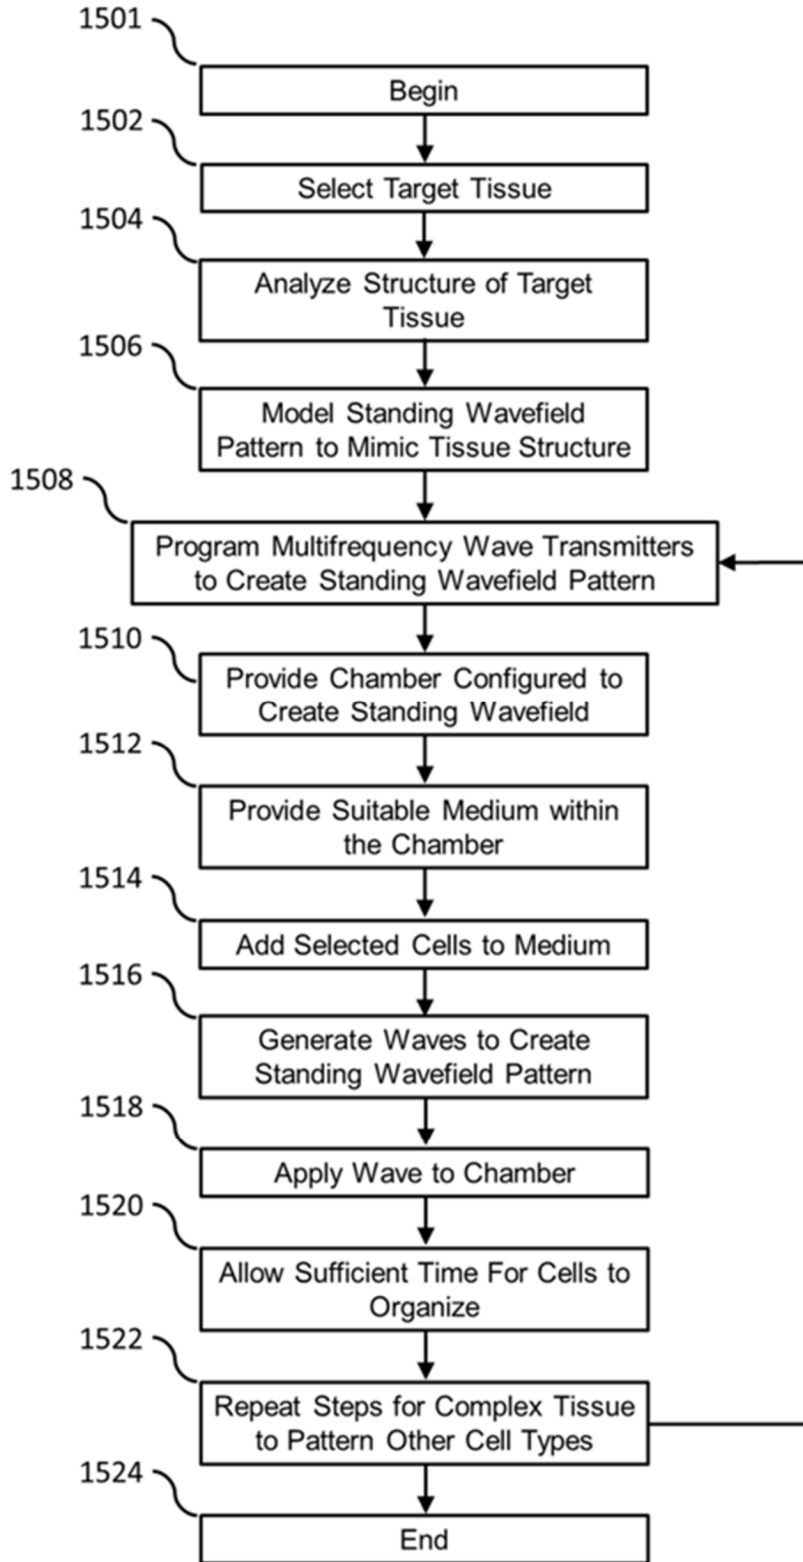 1501
Begin
1502
Select Target Tissue
1504
Analyze Structure of Target
Tissue
1506
Model Standing Wavefield
Pattern to Mimic Tissue Structure
1508
Program Multifrequency Wave Transmitters
to Create Standing Wavefield Pattern
1510
Provide Chamber Configured to
Create Standing Wavefield
1512
Provide Suitable Medium within
the Chamber
1514
Add Selected Cells to Medium
1516
Generate Waves to Create
Standing Wavefield Pattern
1518
Apply Wave to Chamber
1520
Allow Sufficient Time For Cells to
Organize
1522
Repeat Steps for Complex Tissue
to Pattern Other Cell Types
1524
End